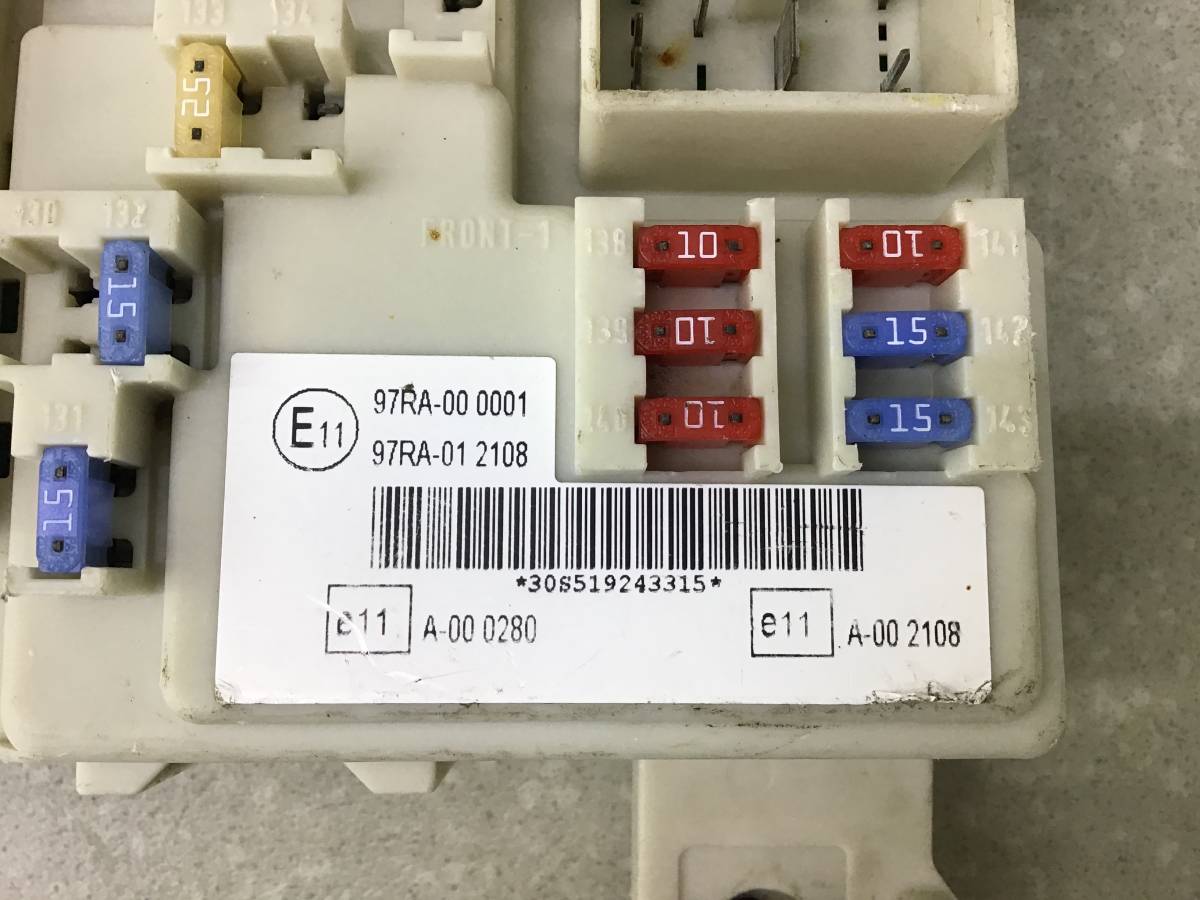 133 134
25
130 132
15
FRONT-1
138 10
10 141
139 10
15 142
140 10
15 143
131
15
E11
97RA-00 0001
97RA-01 2108
*30S519243315*
e11 A-00 0280
e11 A-00 2108